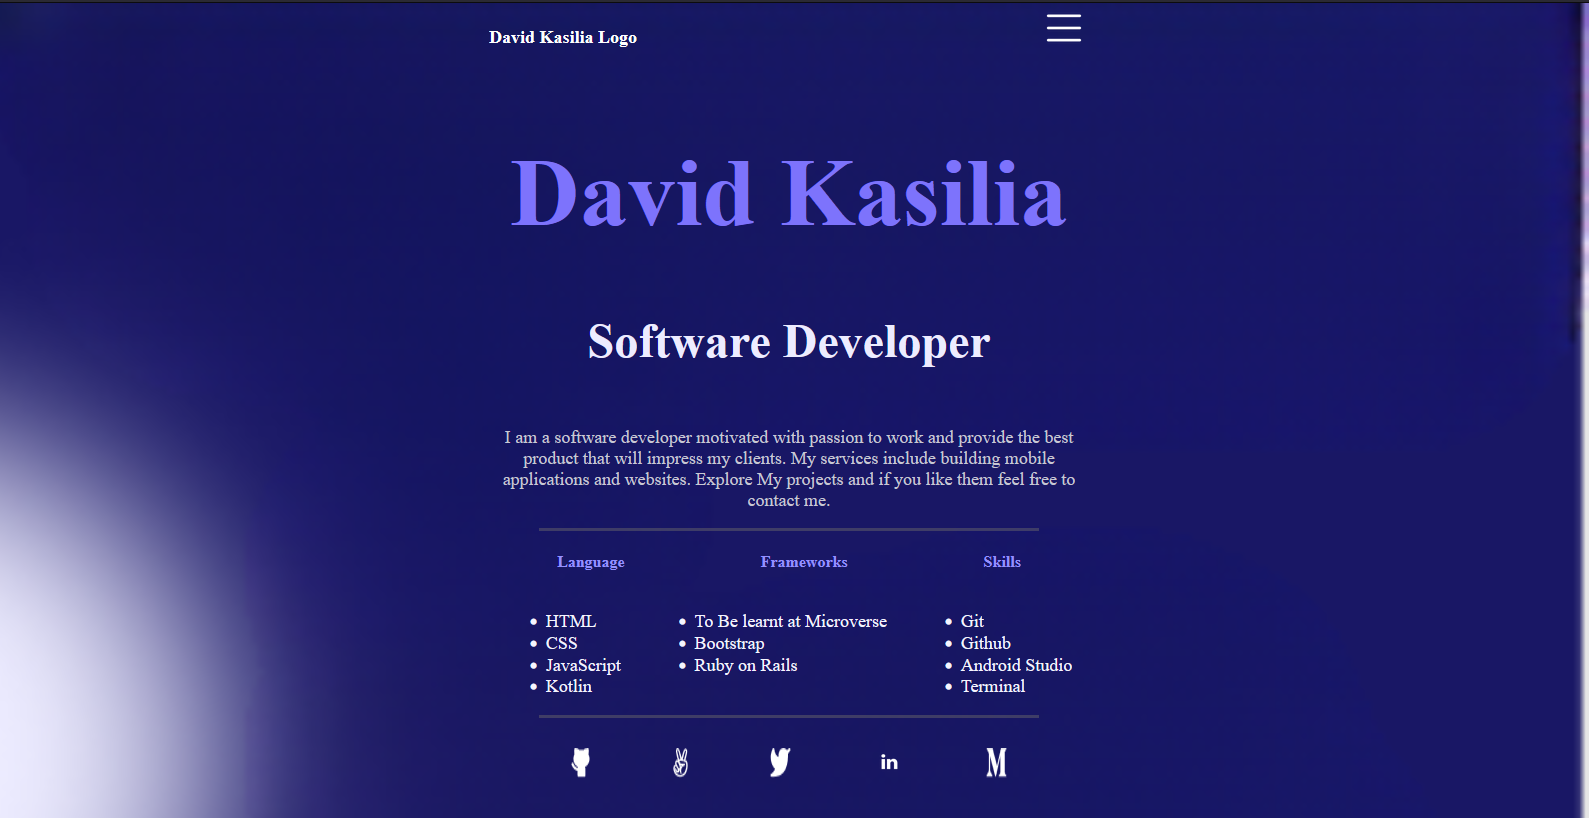 David Kasilia Logo
David Kasilia
Software Developer
I am a software developer motivated with passion to work and provide the best
product that will impress my clients. My services include building mobile
applications and websites. Explore My projects and if you like them feel free to
contact me.
Language
Frameworks
Skills
HTML
CSS
JavaScript
Kotlin
To Be learnt at Microverse
Bootstrap
Ruby on Rails
Git
Github
Android Studio
Terminal
in
M